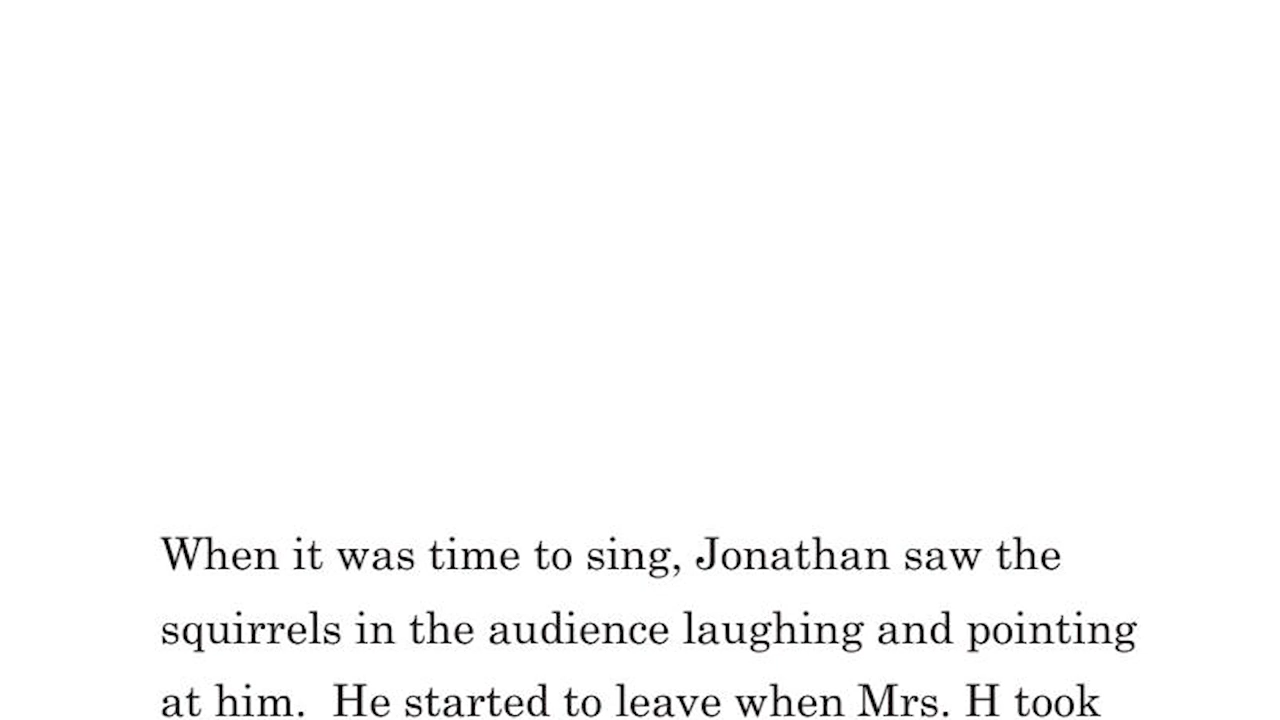 When it was time to sing, Jonathan saw the
squirrels in the audience laughing and pointing
at him.  He started to leave when Mrs. H took